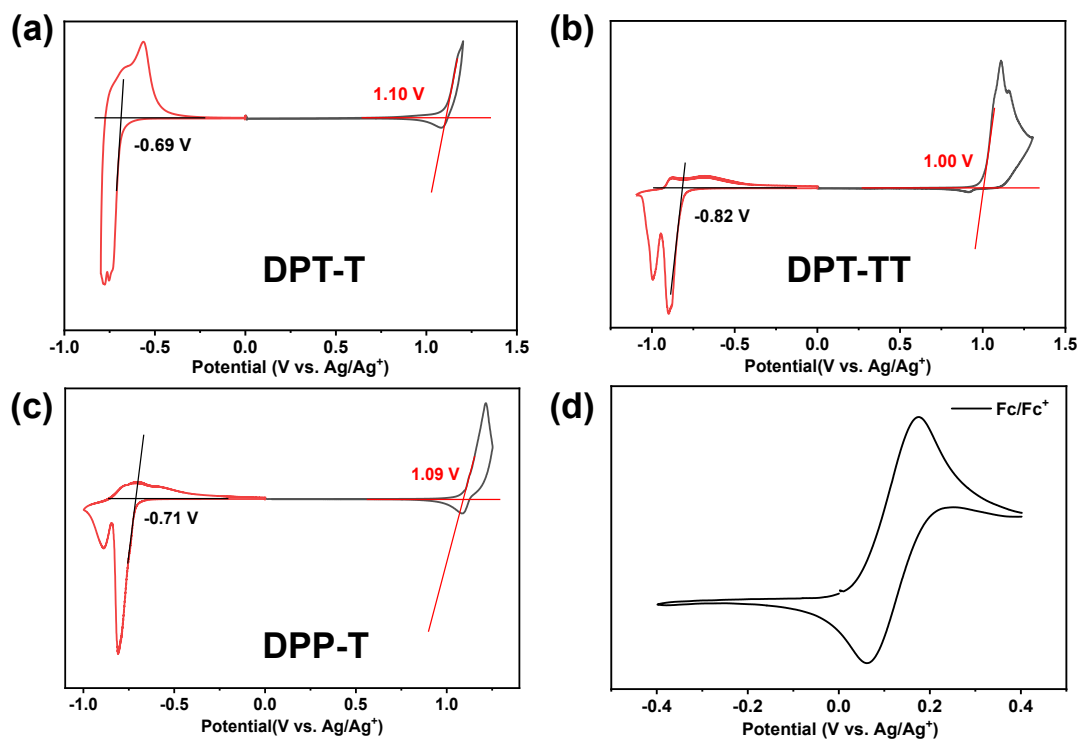 (a)
1.10 V
-0.69 V
DPT-T
-1.0 -0.5 0.0 0.5 1.0 1.5
Potential (V vs. Ag/Ag⁺)
(b)
1.00 V
-0.82 V
DPT-TT
-1.0 -0.5 0.0 0.5 1.0 1.5
Potential(V vs. Ag/Ag⁺)
(c)
1.09 V
-0.71 V
DPP-T
-1.0 -0.5 0.0 0.5 1.0
Potential(V vs. Ag/Ag⁺)
(d)
Fc/Fc⁺
-0.4 -0.2 0.0 0.2 0.4
Potential (V vs. Ag/Ag⁺)